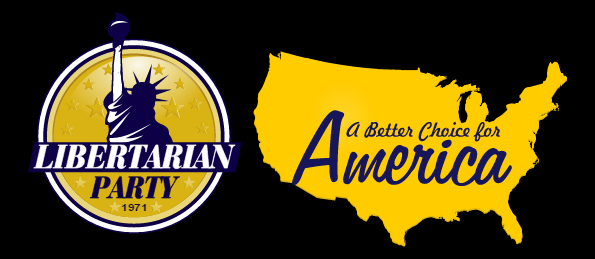 LIBERTARIAN
PARTY
1971
A Better Choice for
America